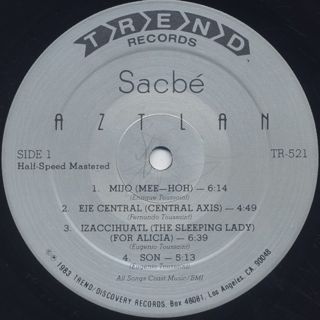 TREND
RECORDS
Sacbé
AZTLAN
SIDE 1
TR-521
Half-Speed Mastered
1. MIJO (MEE—HOH) — 6:14
(Enrique Toussaint)
2. EJE CENTRAL (CENTRAL AXIS) — 4:49
(Fernando Toussaint)
3. IZACCIHUATL (THE SLEEPING LADY)
(FOR ALICIA) — 6:39
(Eugenio Toussaint)
4. SON — 5:13
(Eugenio Toussaint)
All Songs Coast Music/BMI
℗© 1983 TREND/DISCOVERY RECORDS, Box 48081, Los Angeles, CA 90048